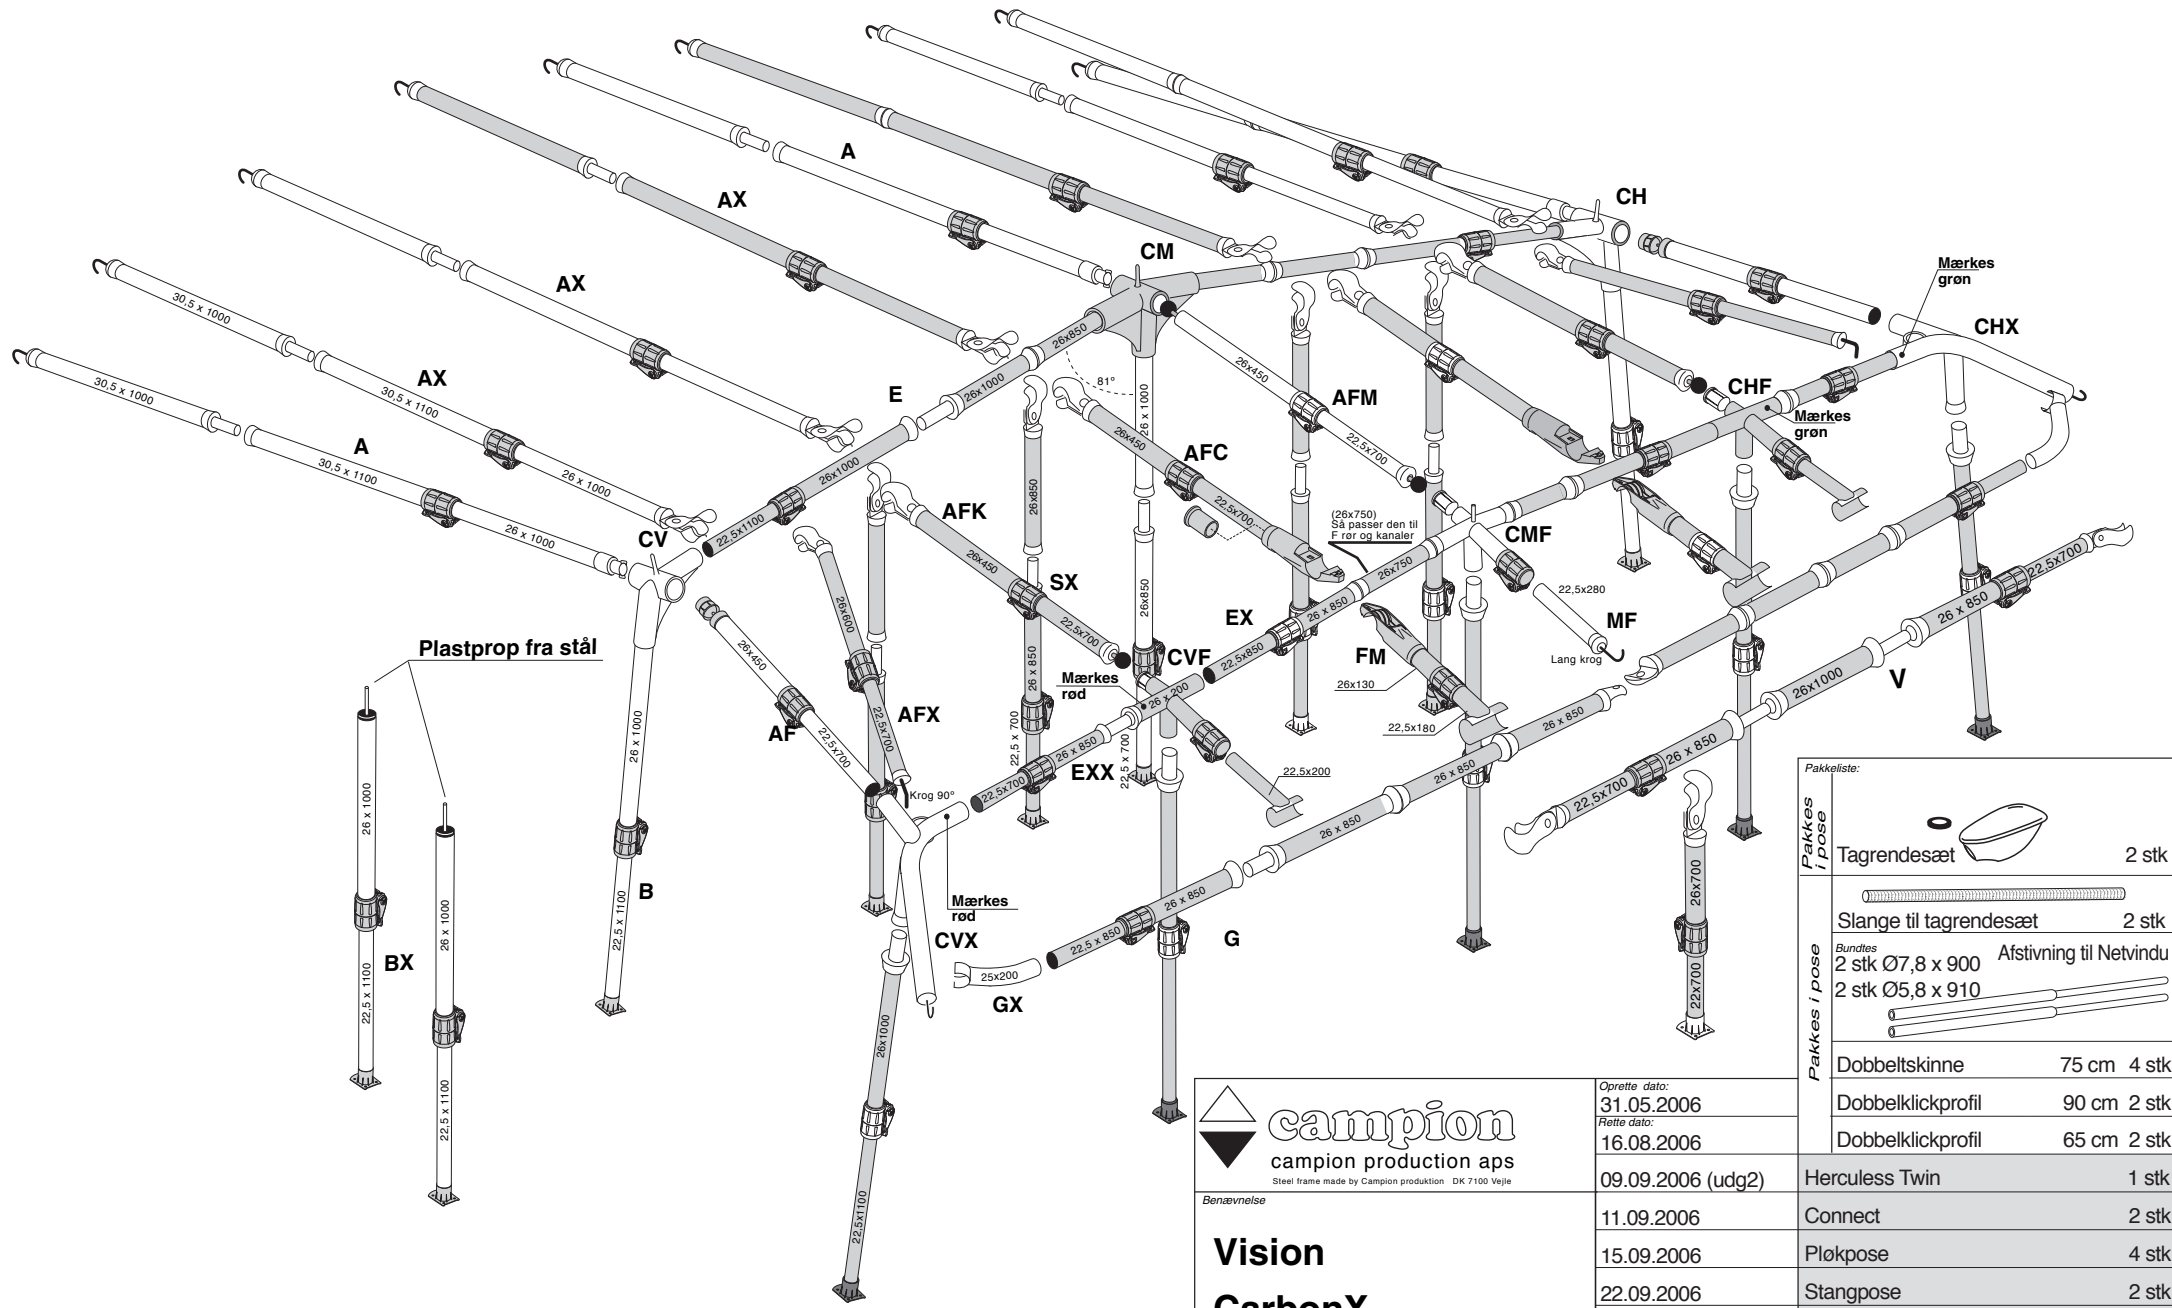 A
AX
AX
AX
A
CM
CH
CHX
Mærkes
grøn
CHF
Mærkes
grøn
30,5 x 1000
30,5 x 1000
30,5 x 1100
30,5 x 1100
26 x 1000
26 x 1000
CV
E
26x850
26x1000
26x1000
22,5x1100
81°
26 x 1000
26x450
AFM
22,5x700
26x450
AFC
22,5x700
AFK
26x450
22,5x700
26x850
SX
26 x 850
22,5 x 700
26x850
22,5 x 700
26x600
22,5x700
AFX
26x450
22,5x700
AF
Krog 90°
(26x750)
Så passer den til
F rør og kanaler
26x750
CMF
22,5x280
MF
Lang krog
EX
26 x 850
22,5x850
FM
26x130
22,5x180
CVF
Mærkes
rød
26 x 200
26 x 850
22,5x700
EXX
22,5x200
Mærkes
rød
CVX
25x200
GX
22,5 x 850
26 x 850
G
26 x 850
26 x 850
26 x 850
22,5x700
26 x 850
26x1000
V
26 x 850
22,5x700
26x700
22x700
Plastprop fra stål
26 x 1000
22,5 x 1100
BX
26 x 1000
22,5 x 1100
26 x 1000
22,5 x 1100
B
26x1000
22,5x1100
Pakkeliste:
Pakkes
i pose
Tagrendesæt 2 stk
Pakkes i pose
Slange til tagrendesæt 2 stk
Bundtes
2 stk Ø7,8 x 900 Afstivning til Netvindu
2 stk Ø5,8 x 910
Dobbeltskinne 75 cm 4 stk
Dobbelklickprofil 90 cm 2 stk
Dobbelklickprofil 65 cm 2 stk
Herculess Twin 1 stk
Connect 2 stk
Pløkpose 4 stk
Stangpose 2 stk
campion
campion production aps
Steel frame made by Campion produktion DK 7100 Vejle
Oprette dato:
31.05.2006
Rette dato:
16.08.2006
09.09.2006 (udg2)
11.09.2006
15.09.2006
22.09.2006
Benævnelse
Vision
CarbonX